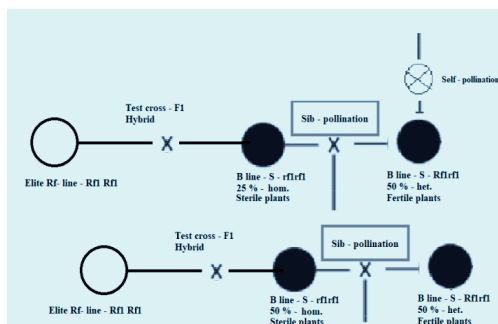 Self - pollination
Test cross - F1
Hybrid
Sib - pollination
Elite Rf- line - Rf1 Rf1
B line - S - rf1rf1
25 % - hom.
Sterile plants
B line - S - Rf1rf1
50 % - het.
Fertile plants
Test cross - F1
Hybrid
Sib - pollination
Elite Rf- line - Rf1 Rf1
B line - S - rf1rf1
50 % - hom.
Sterile plants
B line - S - Rf1rf1
50 % - het.
Fertile plants